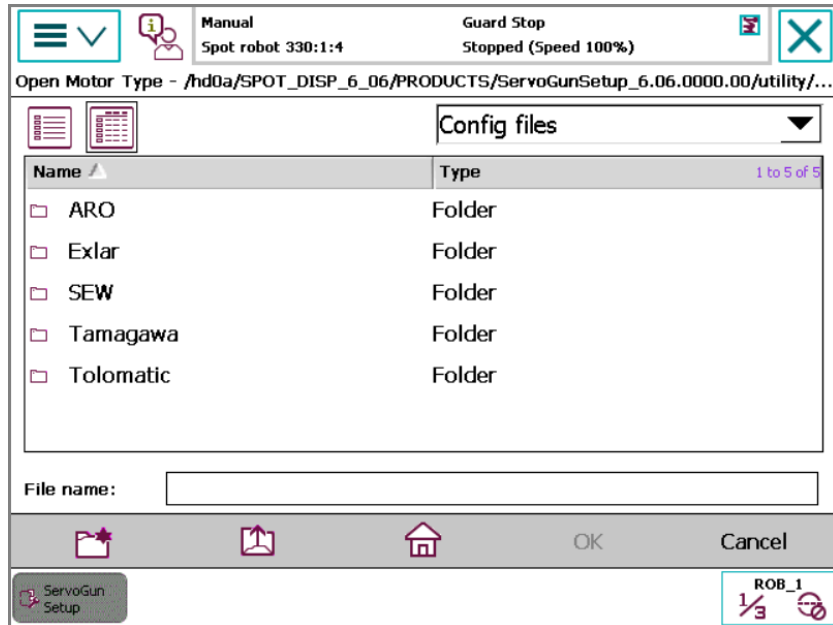 Manual
Spot robot 330:1:4
Guard Stop
Stopped (Speed 100%)
Open Motor Type - /hd0a/SPOT_DISP_6_06/PRODUCTS/ServoGunSetup_6.06.0000.00/utility/...
Config files
Name Type 1 to 5 of 5
ARO Folder
Exlar Folder
SEW Folder
Tamagawa Folder
Tolomatic Folder
File name:
OK Cancel
ServoGun
Setup
ROB_1
1/3